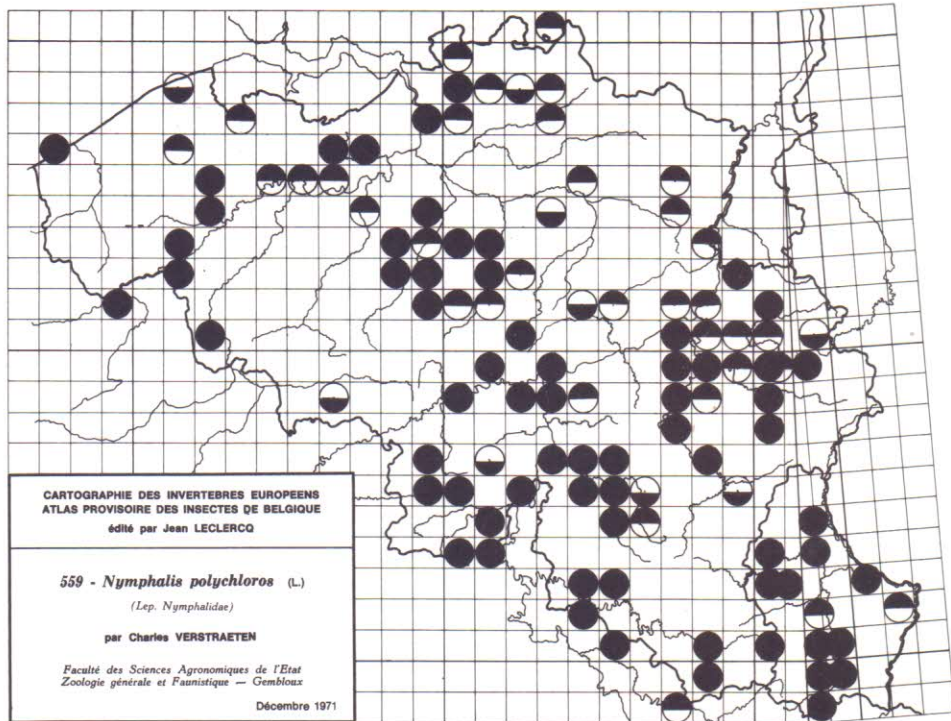 CARTOGRAPHIE DES INVERTEBRES EUROPEENS
ATLAS PROVISOIRE DES INSECTES DE BELGIQUE
édité par Jean LECLERCQ
559 - Nymphalis polychloros (L.)
(Lep. Nymphalidae)
par Charles VERSTRAETEN
Faculté des Sciences Agronomiques de l'Etat
Zoologie générale et Faunistique — Gembloux
Décembre 1971